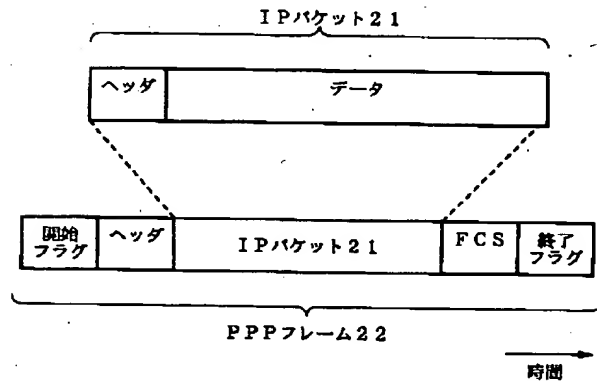 ＩＰパケット２１
ヘッダ
データ
開始
フラグ
ヘッダ
ＩＰパケット２１
ＦＣＳ
終了
フラグ
ＰＰＰフレーム２２
時間